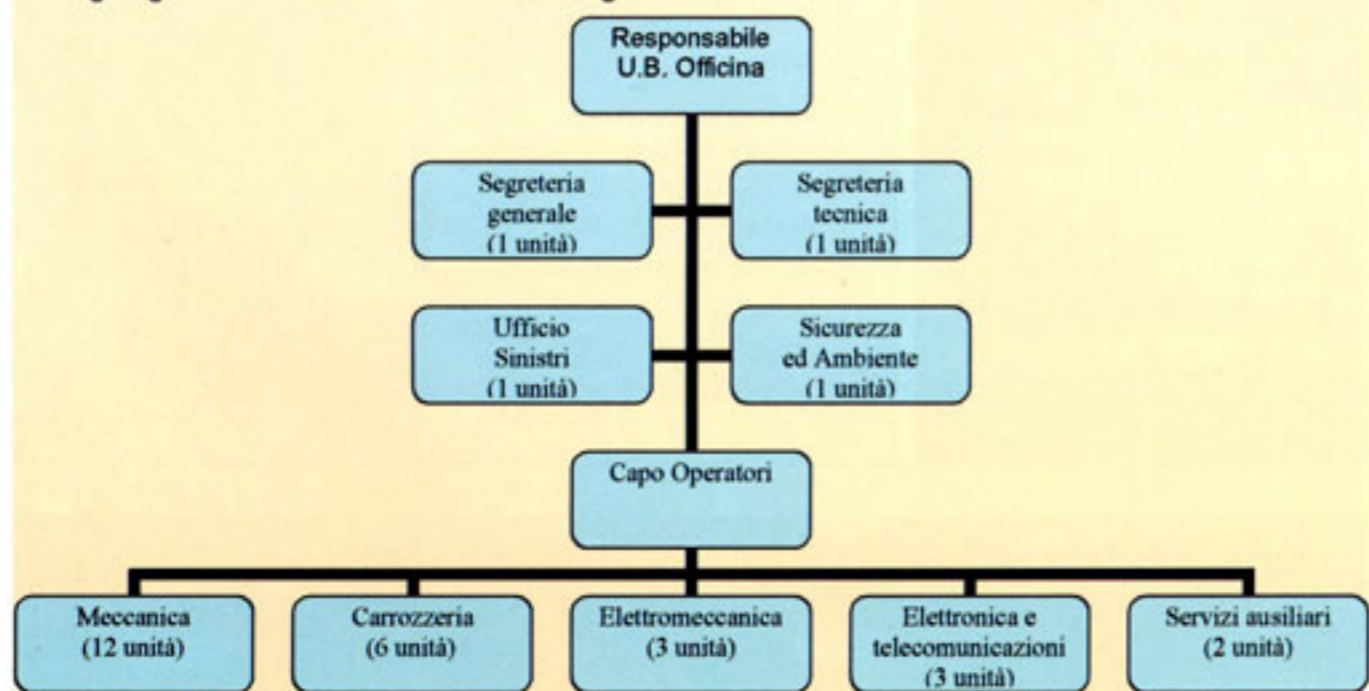 Responsabile
U.B. Officina
Segreteria
generale
(1 unità)
Segreteria
tecnica
(1 unità)
Ufficio
Sinistri
(1 unità)
Sicurezza
ed Ambiente
(1 unità)
Capo Operatori
Meccanica
(12 unità)
Carrozzeria
(6 unità)
Elettromeccanica
(3 unità)
Elettronica e
telecomunicazioni
(3 unità)
Servizi ausiliari
(2 unità)